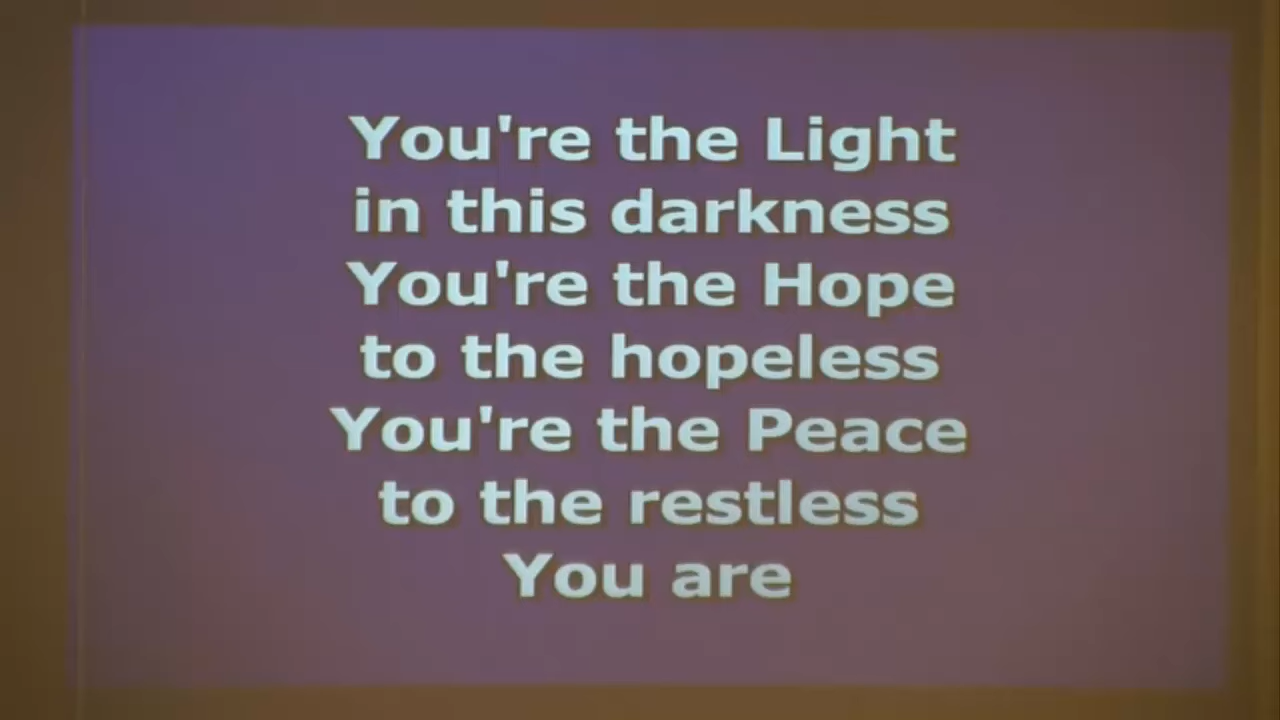 You're the Light
in this darkness
You're the Hope
to the hopeless
You're the Peace
to the restless
You are